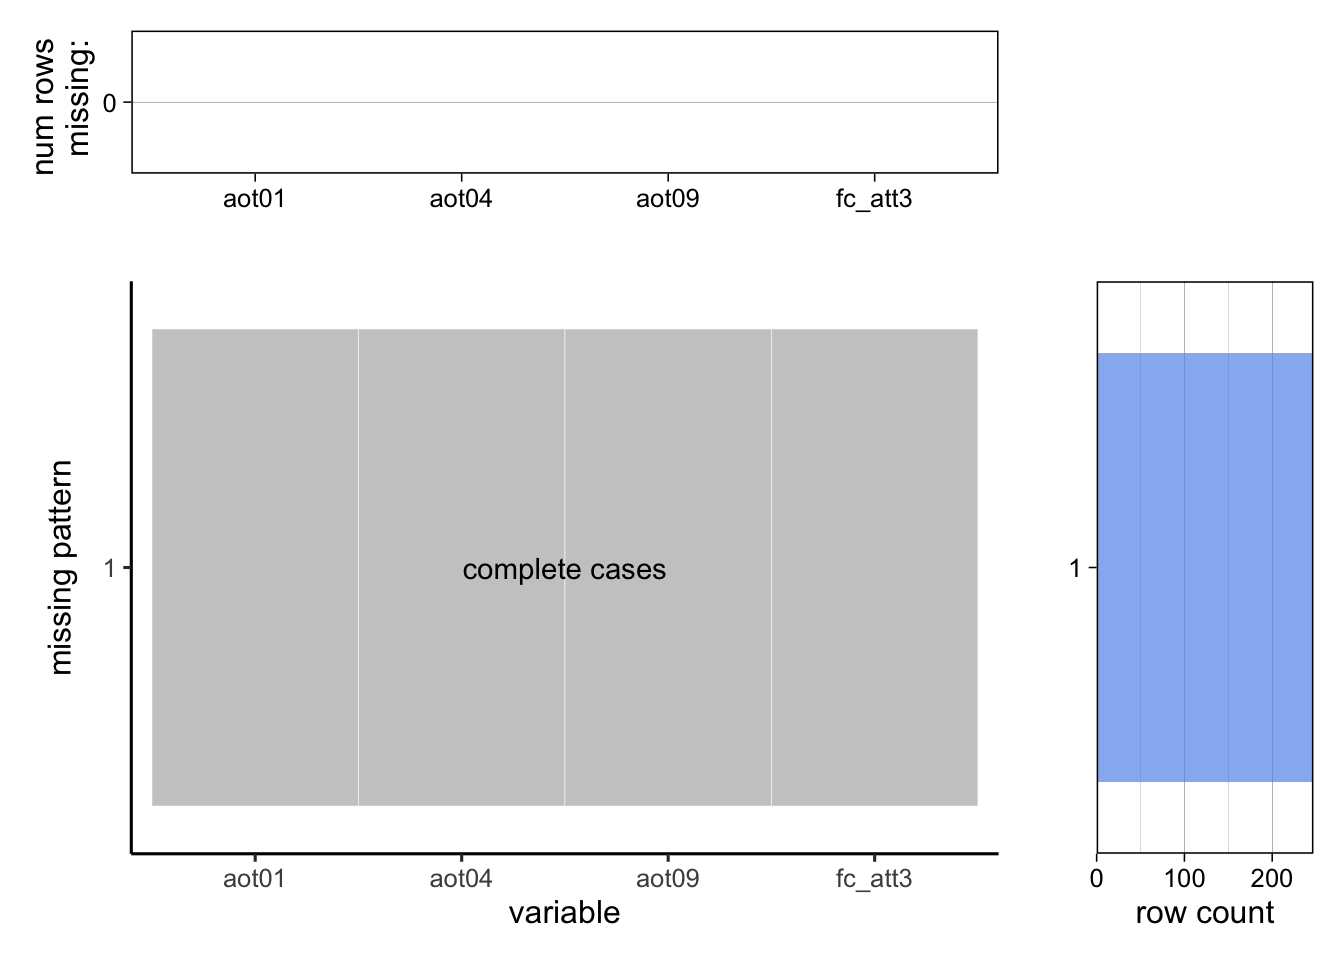 num rows
missing:
0
aot01 aot04 aot09 fc_att3
missing pattern
1
complete cases
aot01 aot04 aot09 fc_att3
variable
1
0 100 200
row count